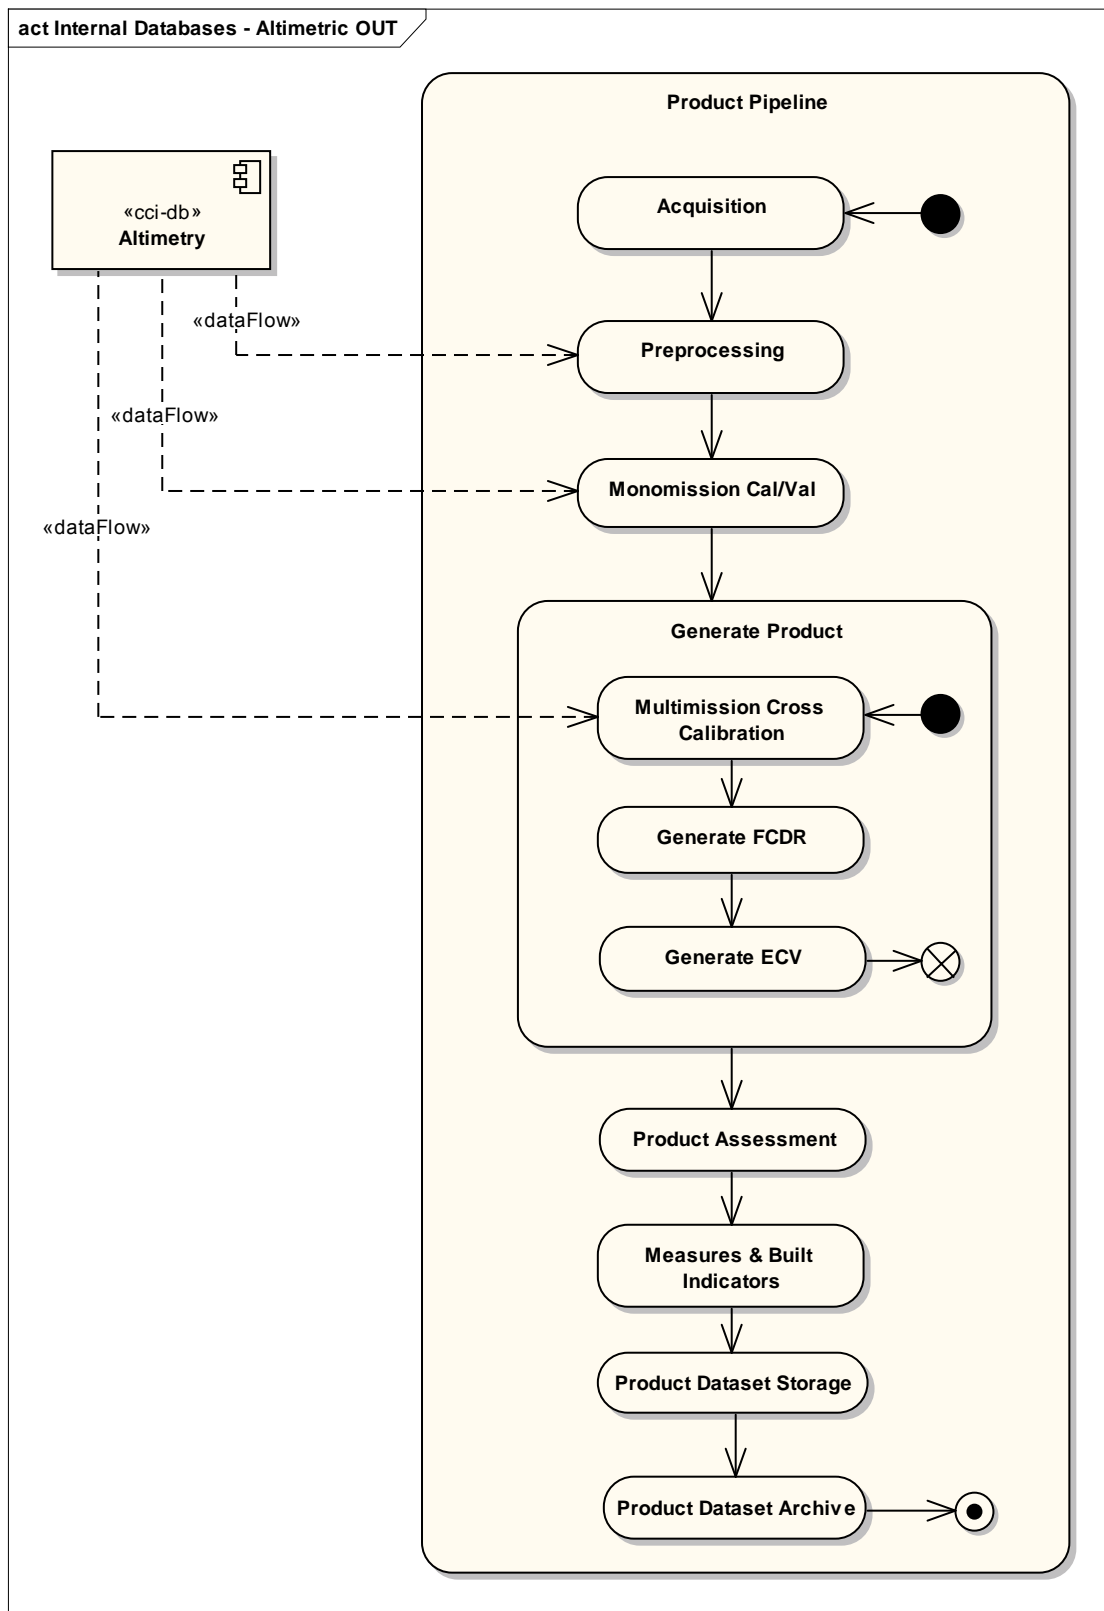 act Internal Databases - Altimetric OUT
Product Pipeline
«cci-db»
Altimetry
Acquisition
«dataFlow»
Preprocessing
«dataFlow»
Monomission Cal/Val
«dataFlow»
Generate Product
Multimission Cross
Calibration
Generate FCDR
Generate ECV
Product Assessment
Measures & Built
Indicators
Product Dataset Storage
Product Dataset Archive